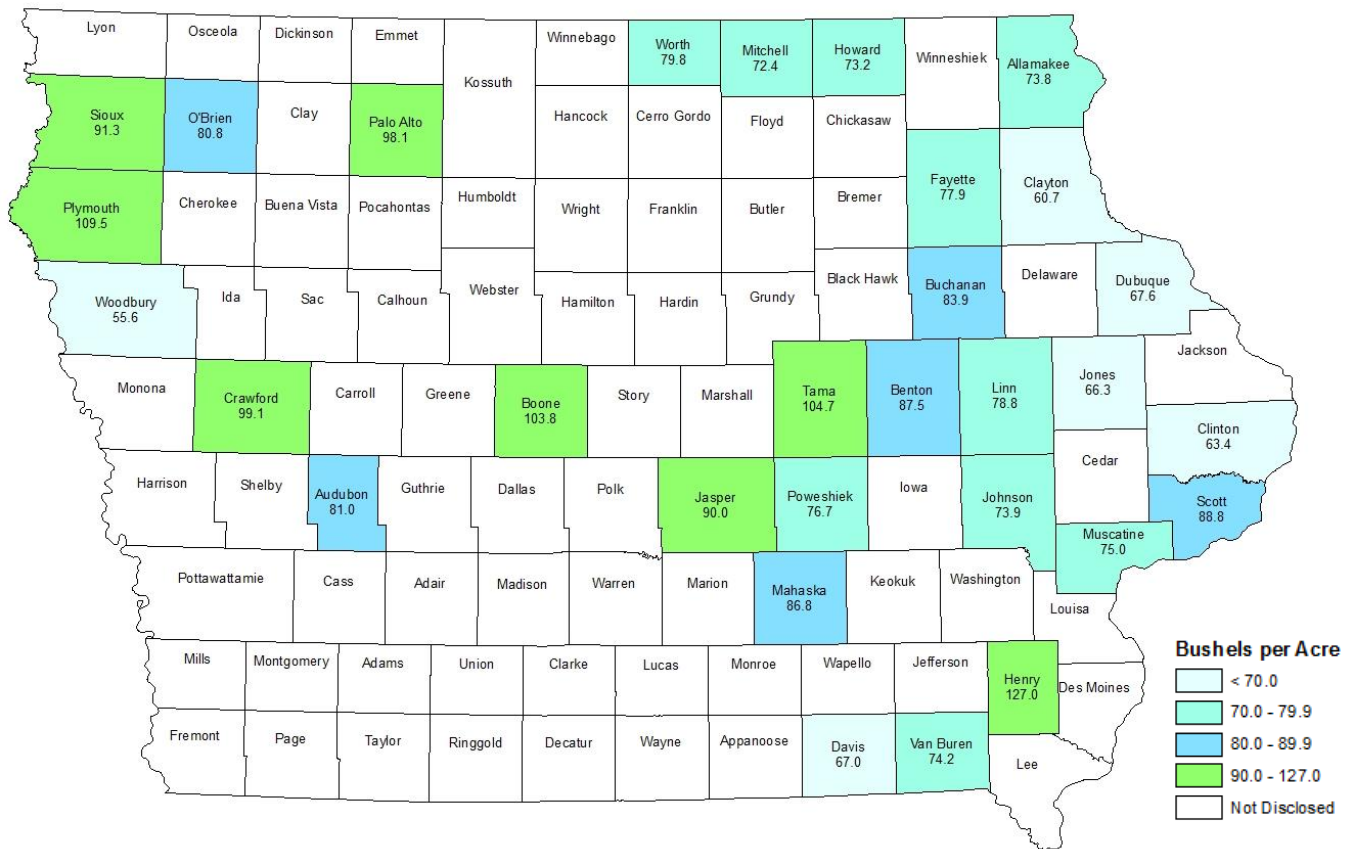 Lyon
Osceola
Dickinson
Emmet
Kossuth
Winnebago
Worth
79.8
Mitchell
72.4
Howard
73.2
Winneshiek
Allamakee
73.8
Sioux
91.3
O'Brien
80.8
Clay
Palo Alto
98.1
Hancock
Cerro Gordo
Floyd
Chickasaw
Fayette
77.9
Clayton
60.7
Plymouth
109.5
Cherokee
Buena Vista
Pocahontas
Humboldt
Wright
Franklin
Butler
Bremer
Woodbury
55.6
Ida
Sac
Calhoun
Webster
Hamilton
Hardin
Grundy
Black Hawk
Buchanan
83.9
Delaware
Dubuque
67.6
Monona
Crawford
99.1
Carroll
Greene
Boone
103.8
Story
Marshall
Tama
104.7
Benton
87.5
Linn
78.8
Jones
66.3
Jackson
Clinton
63.4
Harrison
Shelby
Audubon
81.0
Guthrie
Dallas
Polk
Jasper
90.0
Poweshiek
76.7
Iowa
Johnson
73.9
Cedar
Scott
88.8
Muscatine
75.0
Pottawattamie
Cass
Adair
Madison
Warren
Marion
Mahaska
86.8
Keokuk
Washington
Louisa
Mills
Montgomery
Adams
Union
Clarke
Lucas
Monroe
Wapello
Jefferson
Henry
127.0
Des Moines
Fremont
Page
Taylor
Ringgold
Decatur
Wayne
Appanoose
Davis
67.0
Van Buren
74.2
Lee
Bushels per Acre
< 70.0
70.0 - 79.9
80.0 - 89.9
90.0 - 127.0
Not Disclosed